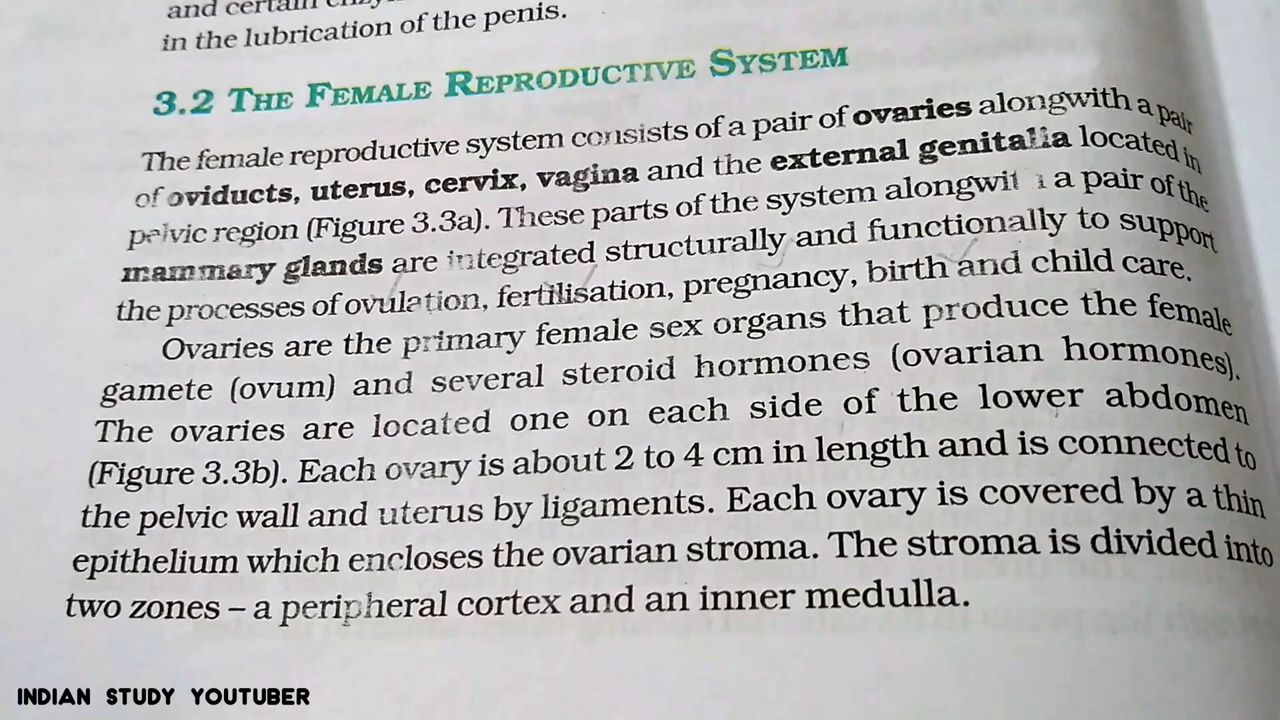 and certain enzy
in the lubrication of the penis.
3.2 THE FEMALE REPRODUCTIVE SYSTEM
The female reproductive system consists of a pair of ovaries alongwith a pair
of oviducts, uterus, cervix, vagina and the external genitalia located in
pelvic region (Figure 3.3a). These parts of the system alongwith a pair of the
mammary glands are integrated structurally and functionally to support
the processes of ovulation, fertilisation, pregnancy, birth and child care.
Ovaries are the primary female sex organs that produce the female
gamete (ovum) and several steroid hormones (ovarian hormones).
The ovaries are located one on each side of the lower abdomen
(Figure 3.3b). Each ovary is about 2 to 4 cm in length and is connected to
the pelvic wall and uterus by ligaments. Each ovary is covered by a thin
epithelium which encloses the ovarian stroma. The stroma is divided into
two zones – a peripheral cortex and an inner medulla.
INDIAN STUDY YOUTUBER